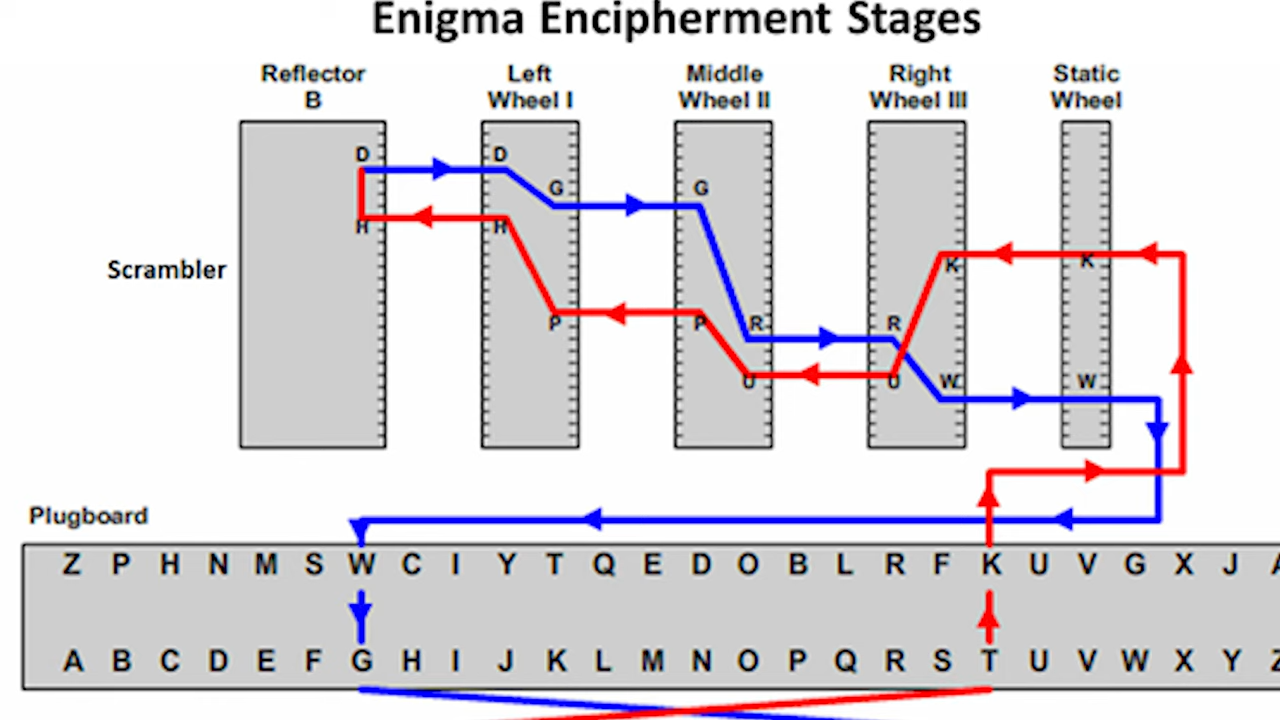 Enigma Encipherment Stages
Reflector B
Left Wheel I
Middle Wheel II
Right Wheel III
Static Wheel
D D G G
H H K K
Scrambler
P P R R
U U W W
Plugboard
Z P H N M S W C I Y T Q E D O B L R F K U V G X J A
A B C D E F G H I J K L M N O P Q R S T U V W X Y Z